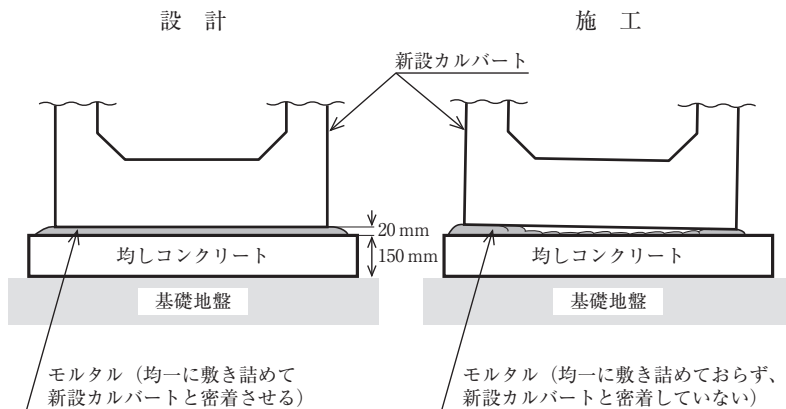 設　計
施　工
新設カルバート
20 mm
150 mm
均しコンクリート
均しコンクリート
基礎地盤
基礎地盤
モルタル（均一に敷き詰めて
新設カルバートと密着させる）
モルタル（均一に敷き詰めておらず、
新設カルバートと密着していない）